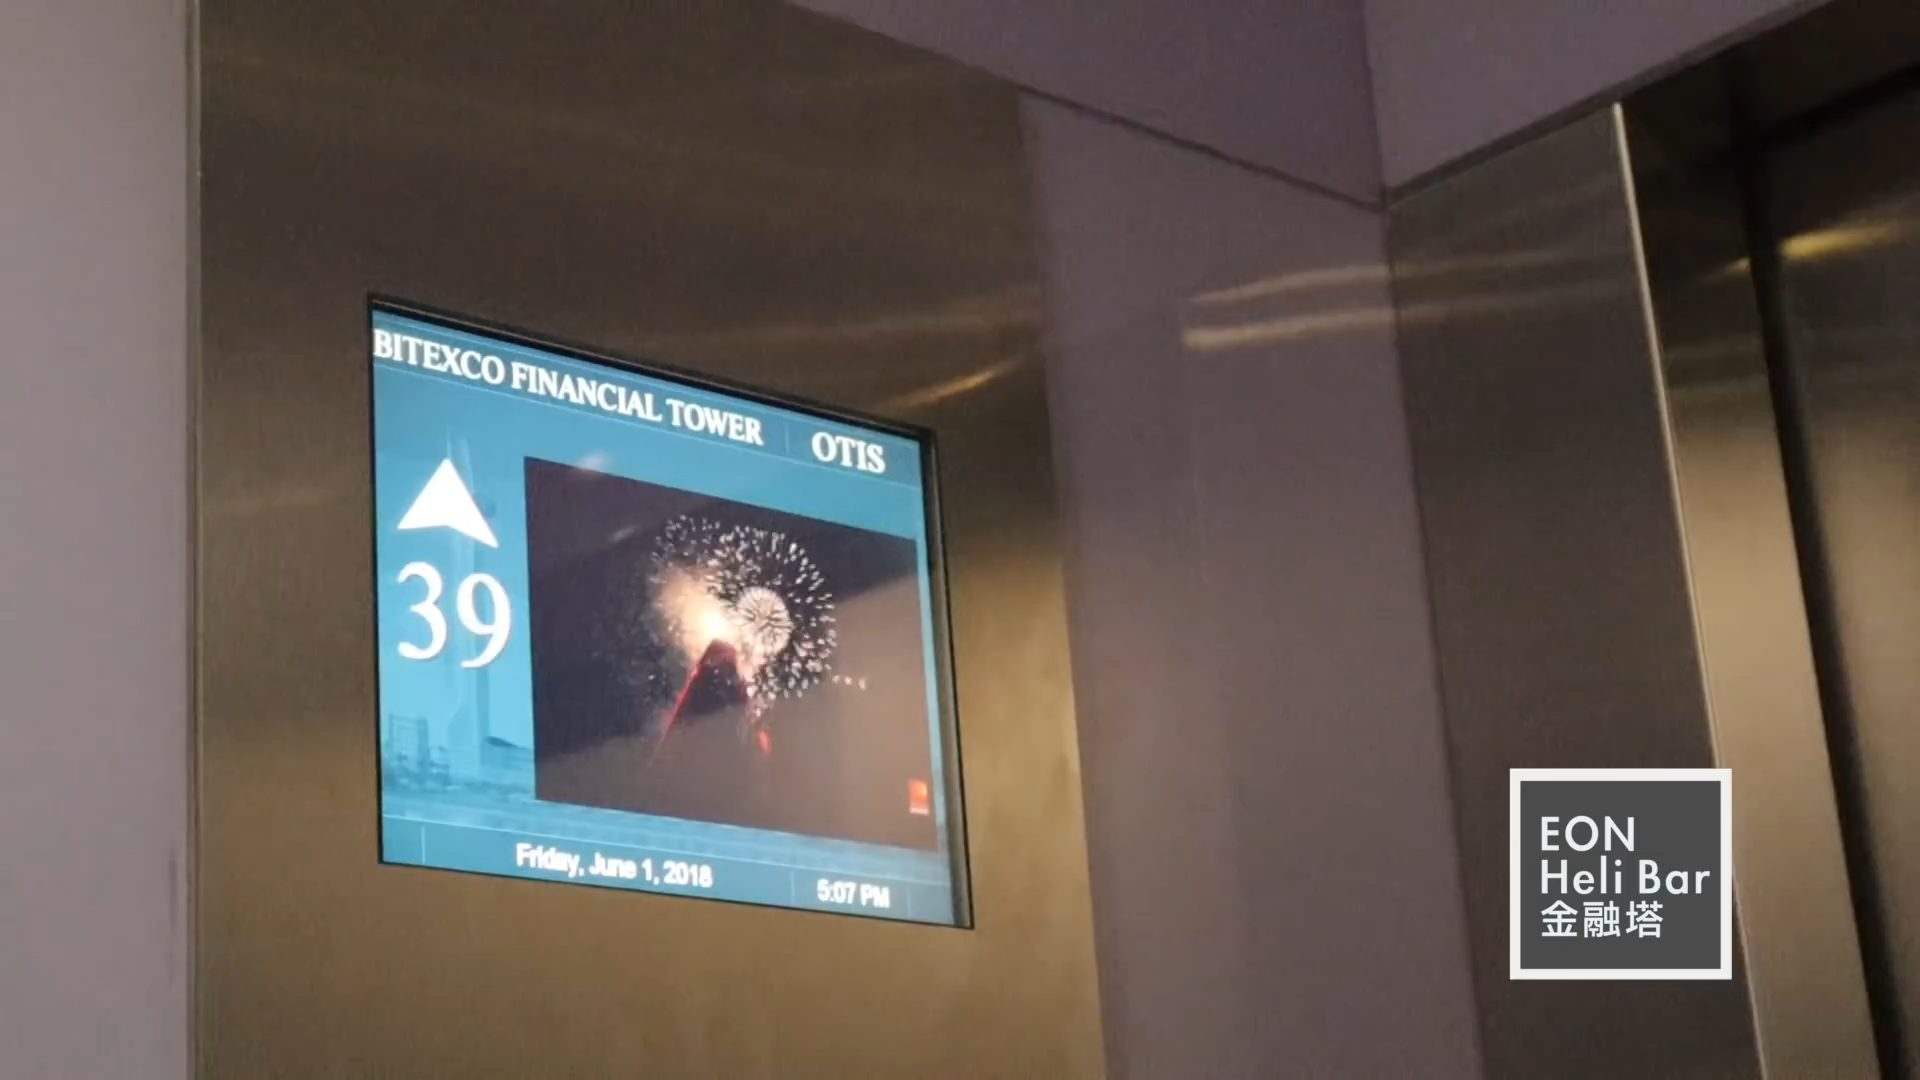 BITEXCO FINANCIAL TOWER
OTIS
39
Friday, June 1, 2018
5:07 PM
EON
Heli Bar
金融塔